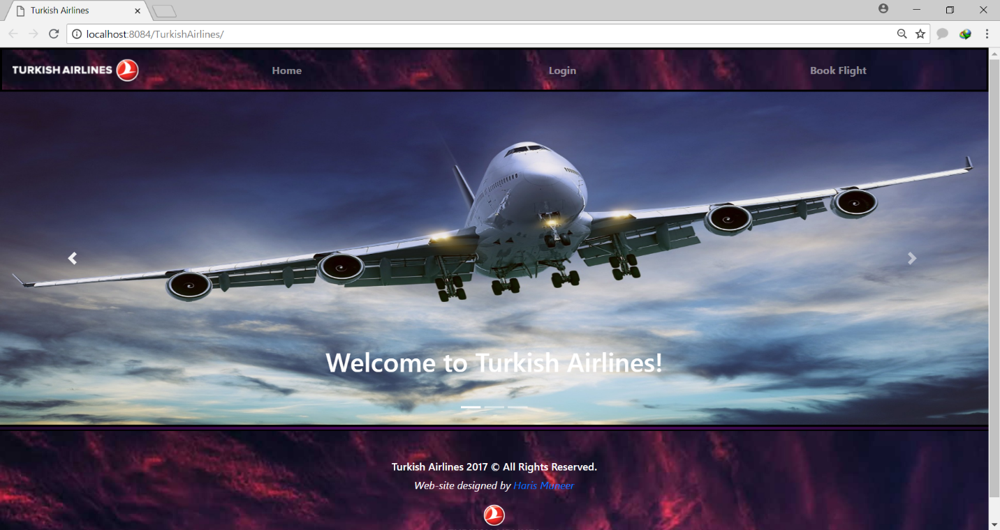 Turkish Airlines
localhost:8084/TurkishAirlines/
TURKISH AIRLINES
Home
Login
Book Flight
Welcome to Turkish Airlines!
Turkish Airlines 2017 © All Rights Reserved.
Web-site designed by Haris Muneer